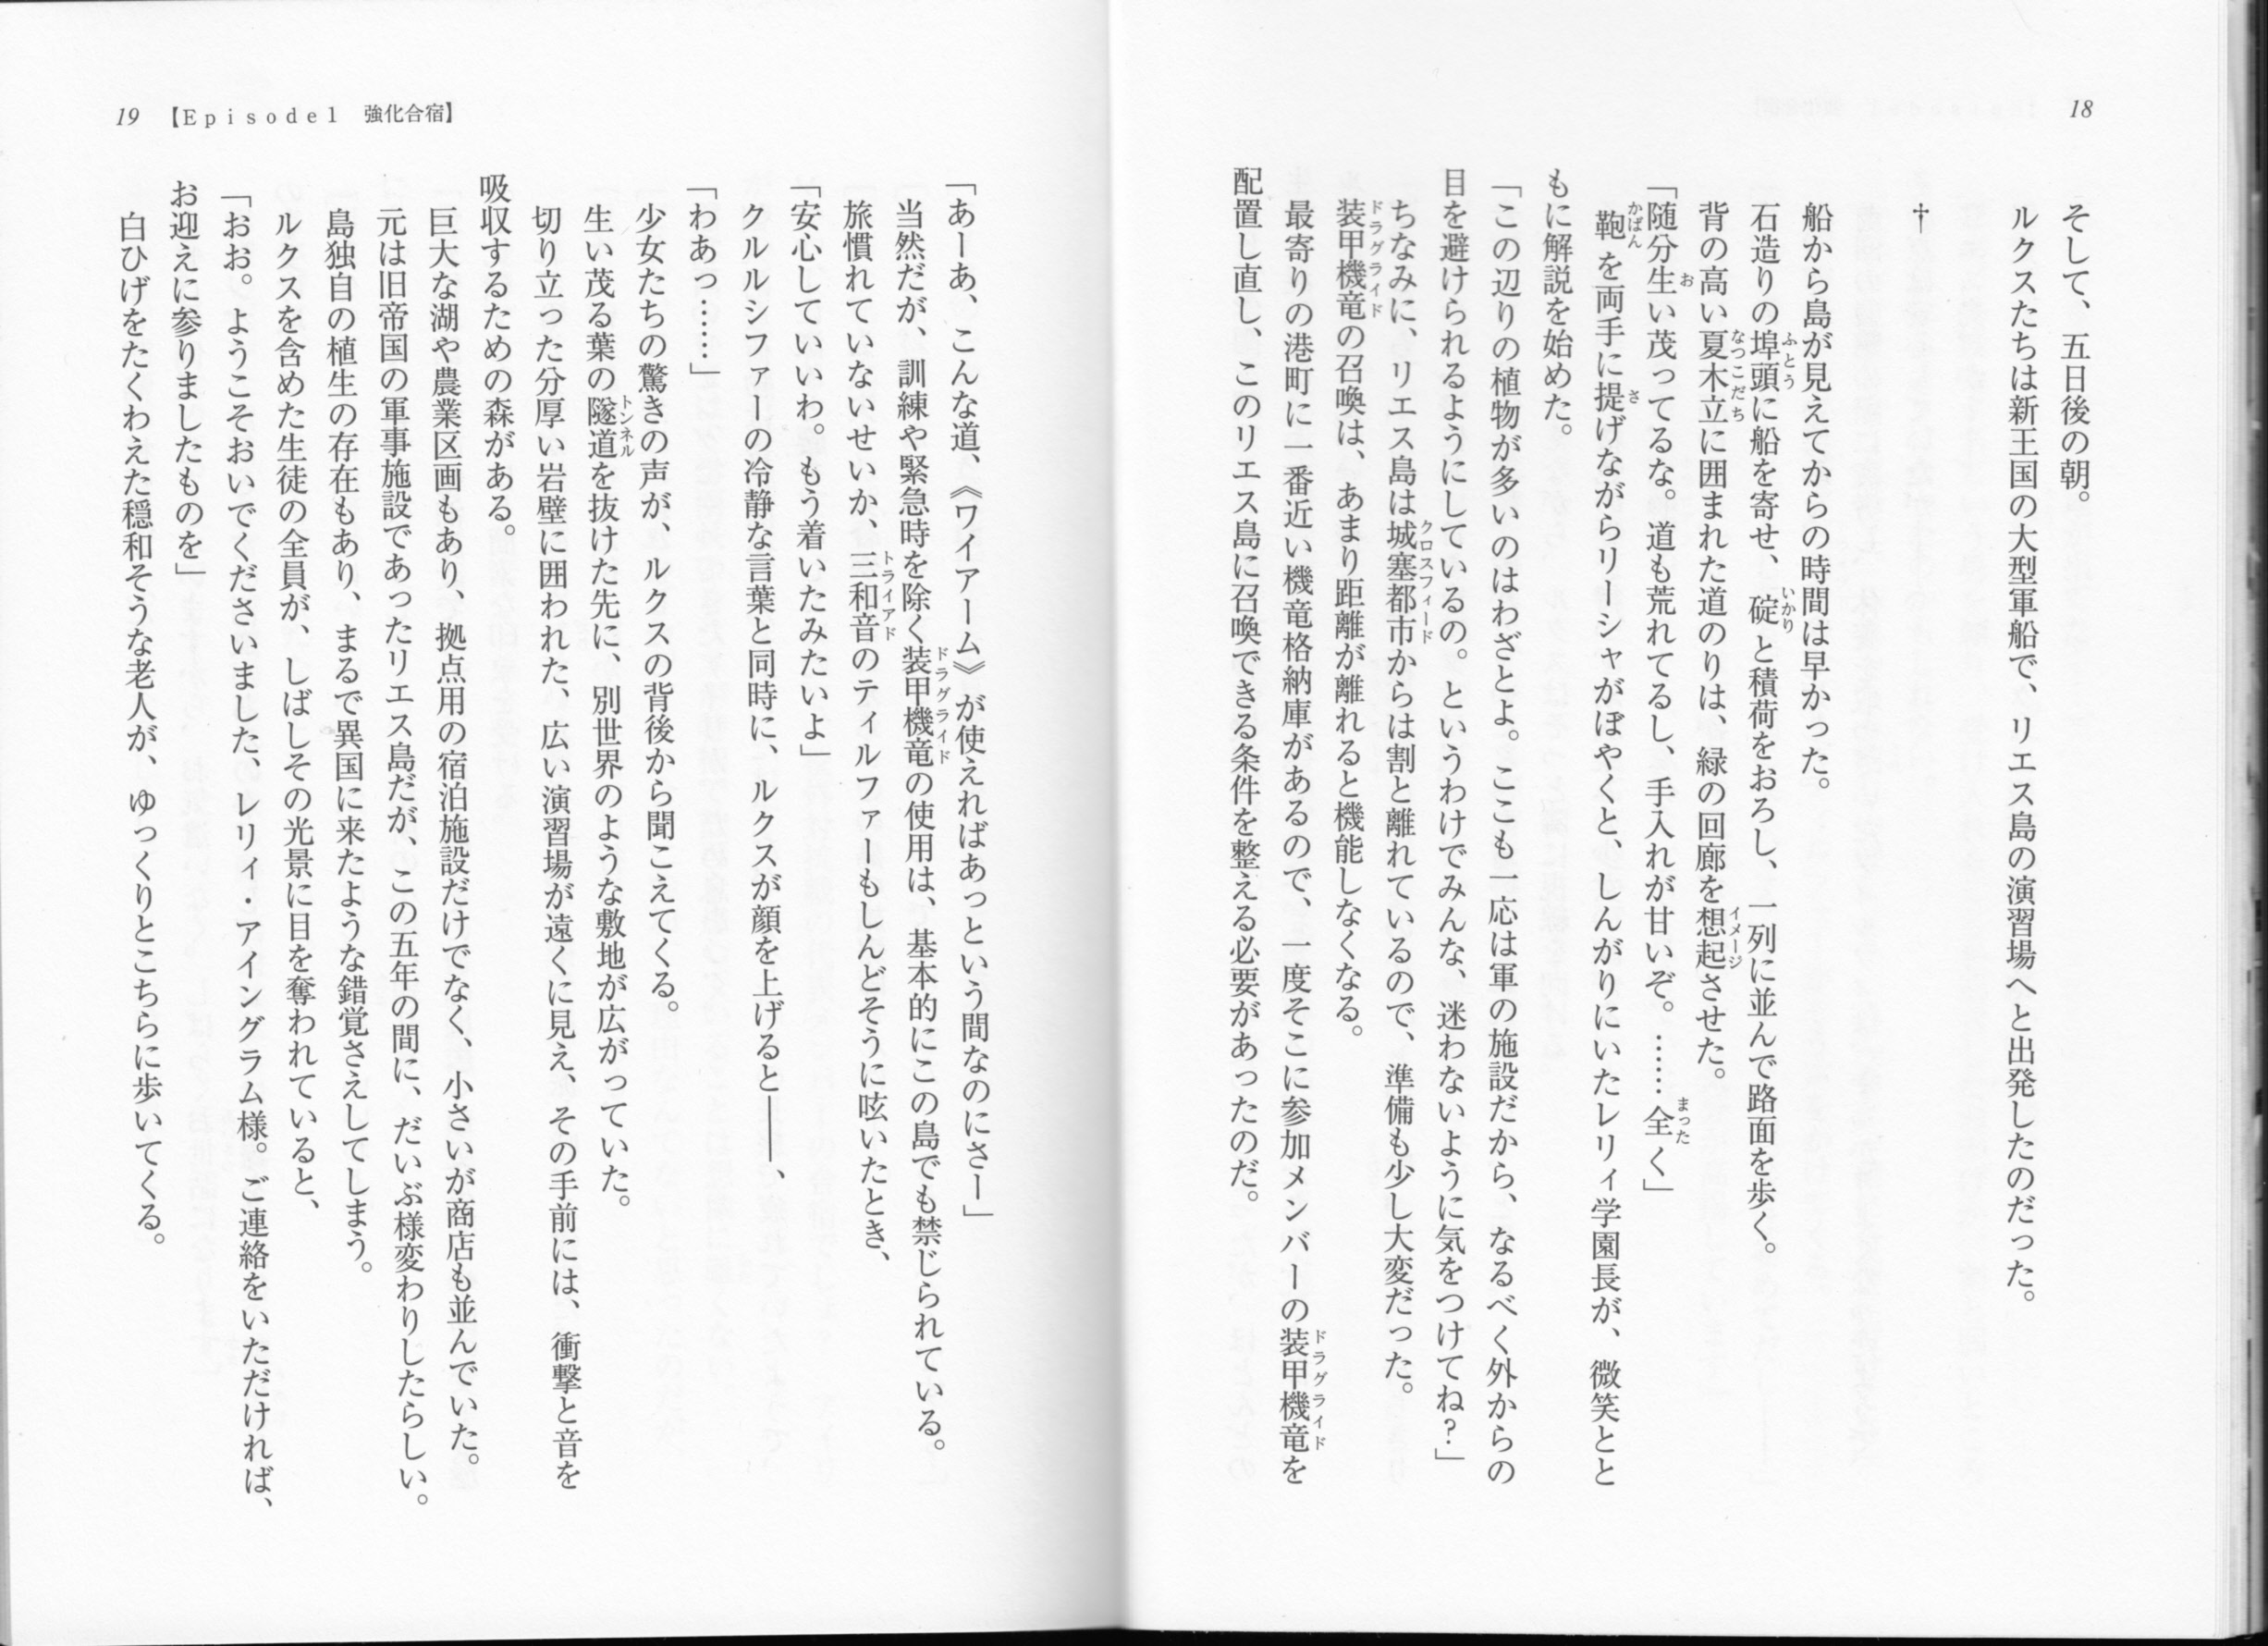 18
そして、五日後の朝。
ルクスたちは新王国の大型軍船で、リエス島の演習場へと出発したのだった。
†
船から島が見えてからの時間は早かった。
石造りの埠頭に船を寄せ、碇と積荷をおろし、一列に並んで路面を歩く。
背の高い夏木立に囲まれた道のりは、緑の回廊を想起させた。
「随分生い茂ってるな。道も荒れてるし、手入れが甘いぞ。……全く」
鞄を両手に提げながらリーシャがぼやくと、しんがりにいたレリィ学園長が、微笑とと
もに解説を始めた。
「この辺りの植物が多いのはわざとよ。ここも一応は軍の施設だから、なるべく外からの
目を避けられるようにしているの。というわけでみんな、迷わないように気をつけてね?」
ちなみに、リエス島は城塞都市からは割と離れているので、準備も少し大変だった。
装甲機竜の召喚は、あまり距離が離れると機能しなくなる。
最寄りの港町に一番近い機竜格納庫があるので、一度そこに参加メンバーの装甲機竜を
配置し直し、このリエス島に召喚できる条件を整える必要があったのだ。
19 【Episode1 強化合宿】
「あーあ、こんな道、《ワイアーム》が使えればあっという間なのにさー」
当然だが、訓練や緊急時を除く装甲機竜の使用は、基本的にこの島でも禁じられている。
旅慣れていないせいか、三和音のティルファーもしんどそうに呟いたとき、
「安心していいわ。もう着いたみたいよ」
クルルシファーの冷静な言葉と同時に、ルクスが顔を上げると――、
「わあっ……」
少女たちの驚きの声が、ルクスの背後から聞こえてくる。
生い茂る葉の隧道を抜けた先に、別世界のような敷地が広がっていた。
切り立った分厚い岩壁に囲われた、広い演習場が遠くに見え、その手前には、衝撃と音を
吸収するための森がある。
巨大な湖や農業区画もあり、拠点用の宿泊施設だけでなく、小さいが商店も並んでいた。
元は旧帝国の軍事施設であったリエス島だが、この五年の間に、だいぶ様変わりしたらしい。
島独自の植生の存在もあり、まるで異国に来たような錯覚さえしてしまう。
ルクスを含めた生徒の全員が、しばしその光景に目を奪われていると、
「おお。ようこそおいでくださいました、レリィ・アイングラム様。ご連絡をいただければ、
お迎えに参りましたものを」
白ひげをたくわえた穏和そうな老人が、ゆっくりとこちらに歩いてくる。